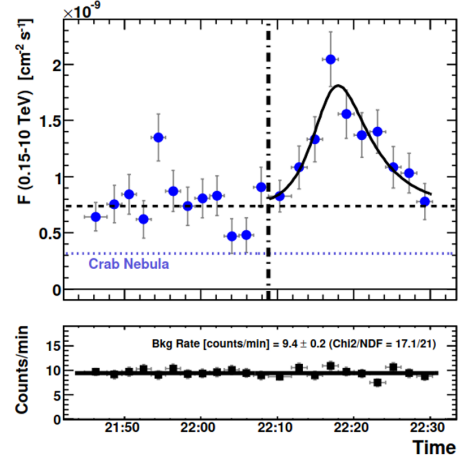 ×10⁻⁹
F (0.15-10 TeV) [cm⁻² s⁻¹]
2
1.5
1
0.5
0
Crab Nebula
Bkg Rate [counts/min] = 9.4 ± 0.2 (Chi2/NDF = 17.1/21)
Counts/min
15
10
5
0
21:50 22:00 22:10 22:20 22:30
Time